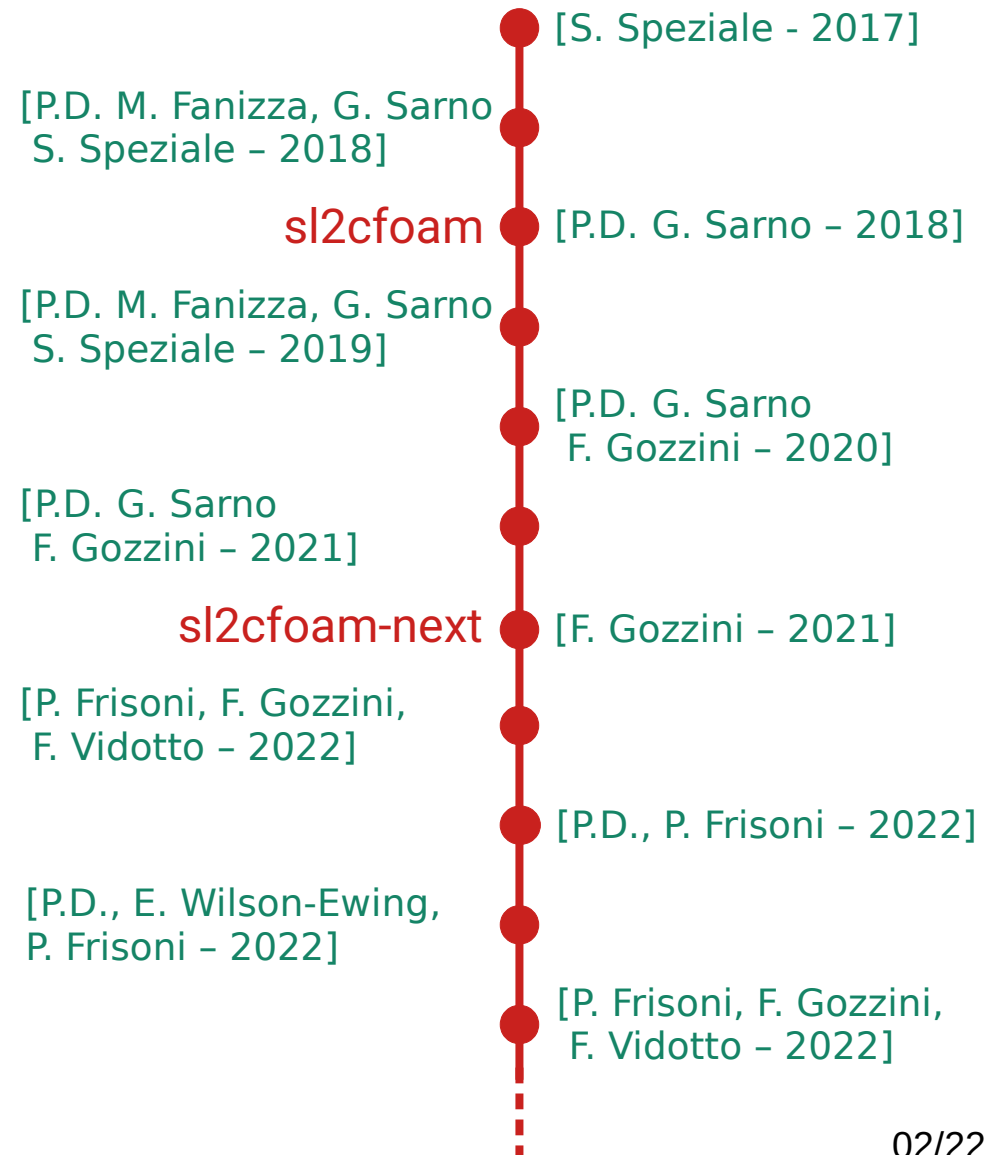 [S. Speziale - 2017]
[P.D. M. Fanizza, G. Sarno
S. Speziale – 2018]
sl2cfoam
[P.D. G. Sarno – 2018]
[P.D. M. Fanizza, G. Sarno
S. Speziale – 2019]
[P.D. G. Sarno
F. Gozzini – 2020]
[P.D. G. Sarno
F. Gozzini – 2021]
sl2cfoam-next
[F. Gozzini – 2021]
[P. Frisoni, F. Gozzini,
F. Vidotto – 2022]
[P.D., P. Frisoni – 2022]
[P.D., E. Wilson-Ewing,
P. Frisoni – 2022]
[P. Frisoni, F. Gozzini,
F. Vidotto – 2022]
02/22